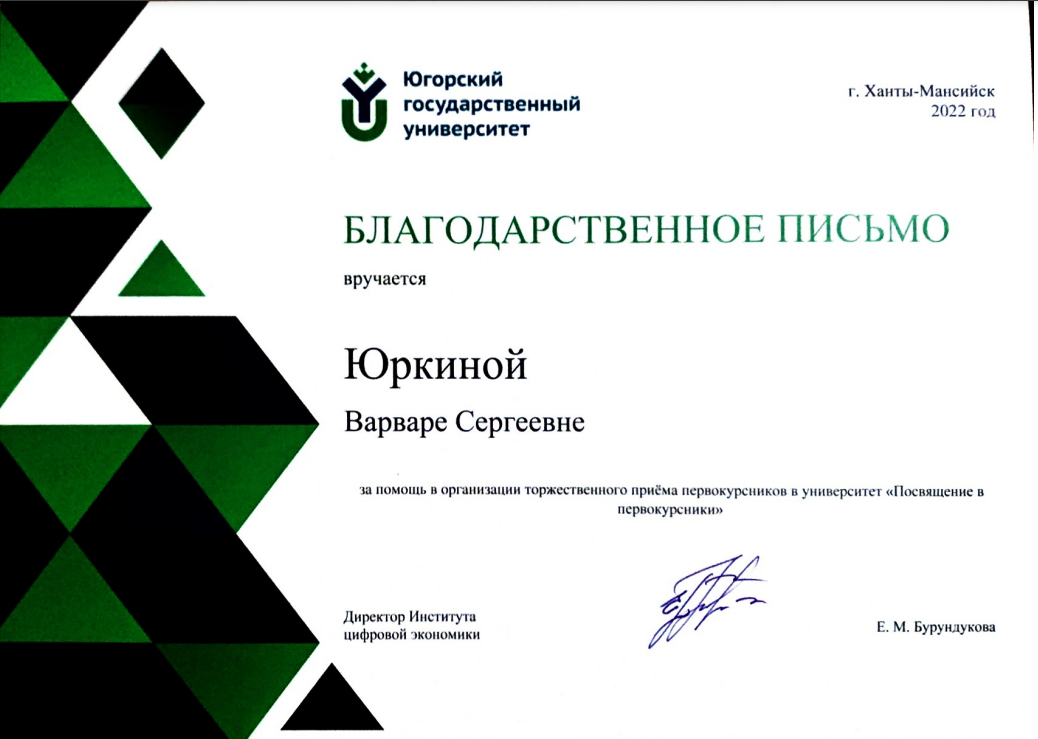 Югорский
государственный
университет
г. Ханты-Мансийск
2022 год
БЛАГОДАРСТВЕННОЕ ПИСЬМО
вручается
Юркиной
Варваре Сергеевне
за помощь в организации торжественного приёма первокурсников в университет «Посвящение в
первокурсники»
Директор Института
цифровой экономики
Е. М. Бурундукова